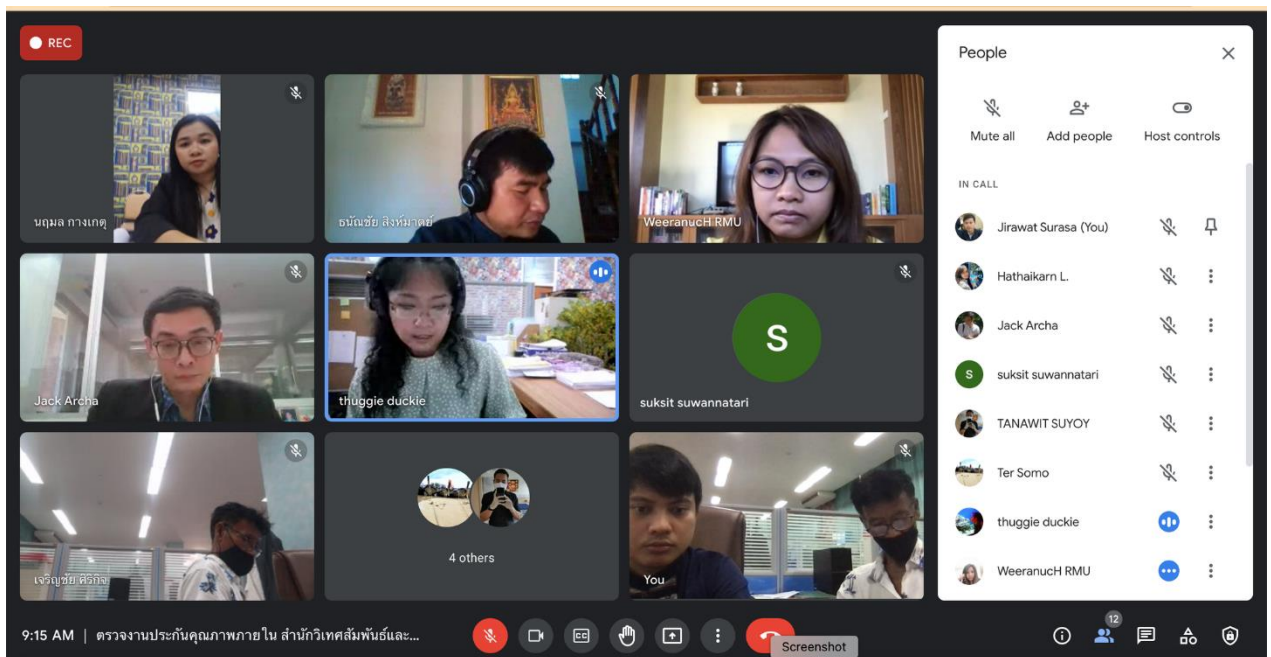 REC
นฤมล กางเกตุ
ธนัณชัย สิงห์มาตย์
WeeranucH RMU
Jack Archa
thuggie duckie
S
suksit suwannatari
เจริญชัย ศิริกิจ
4 others
You
9:15 AM | ตรวจงานประกันคุณภาพภายใน สำนักวิเทศสัมพันธ์และ...
CC
Screenshot
12
People
Mute all
Add people
Host controls
IN CALL
Jirawat Surasa (You)
Hathaikarn L.
Jack Archa
S
suksit suwannatari
TANAWIT SUYOY
Ter Somo
thuggie duckie
WeeranucH RMU